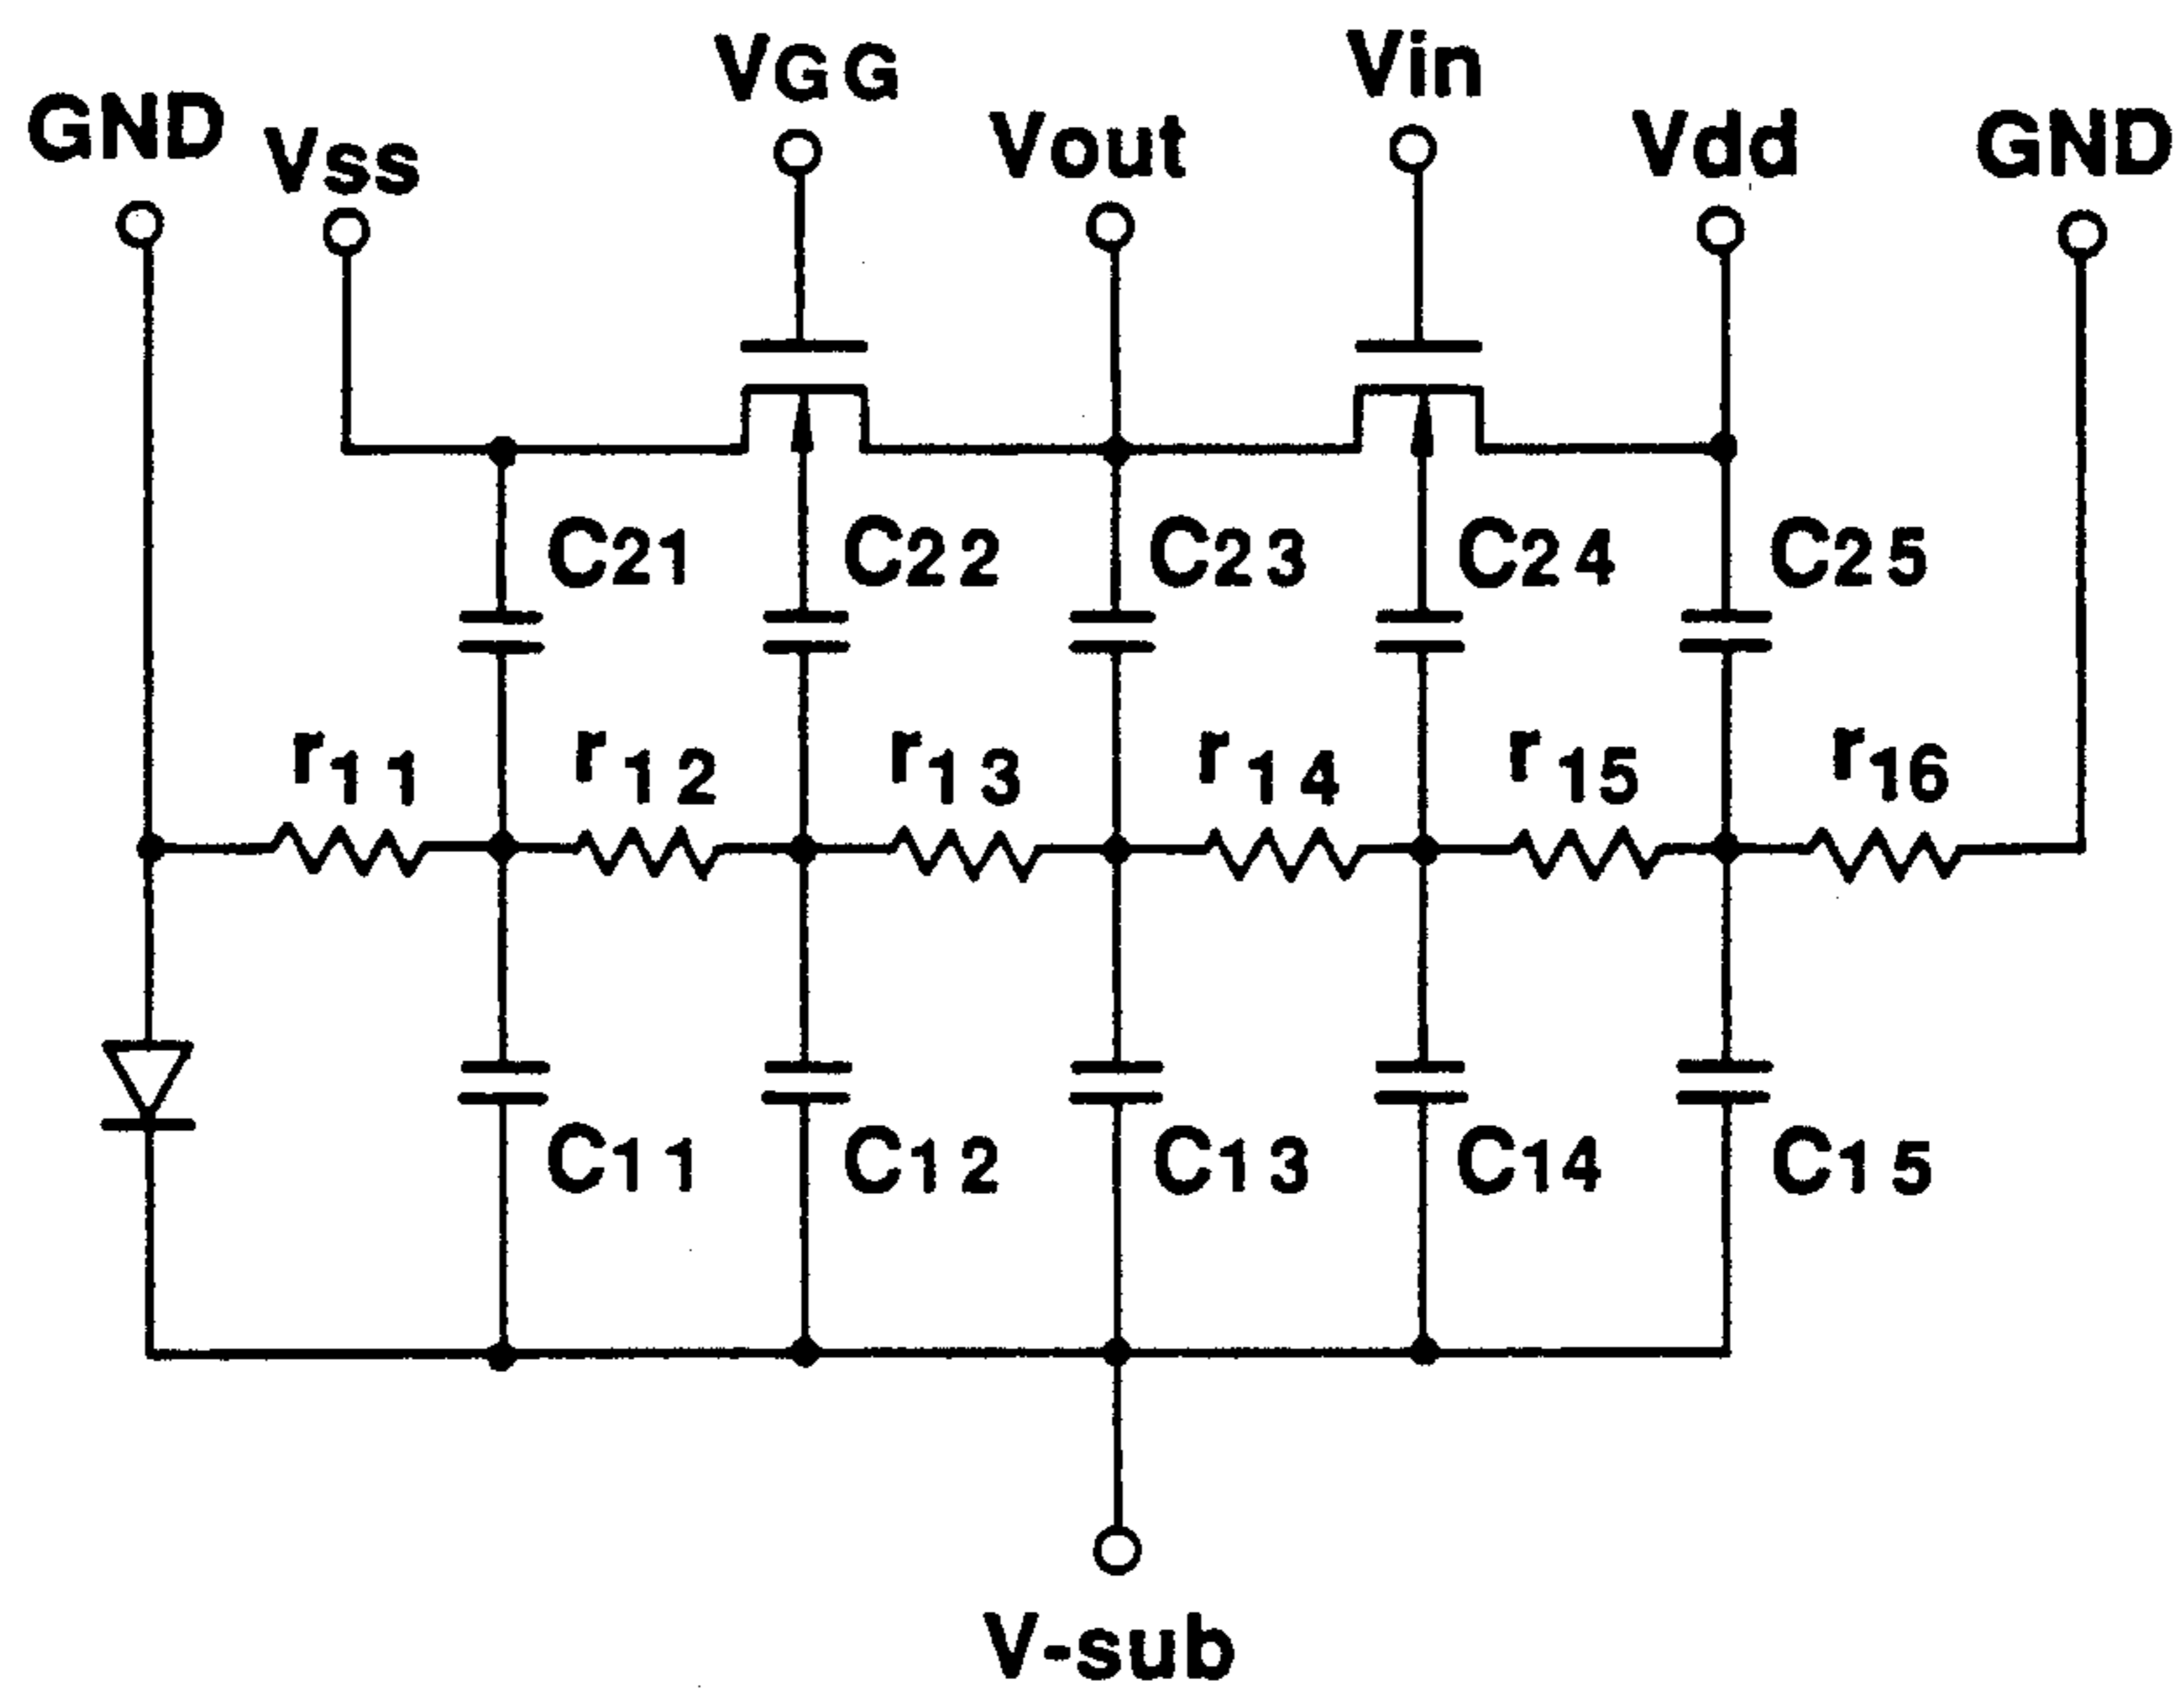 GND Vss VGG Vout Vin Vdd GND
C21 C22 C23 C24 C25
r11 r12 r13 r14 r15 r16
C11 C12 C13 C14 C15
V-sub